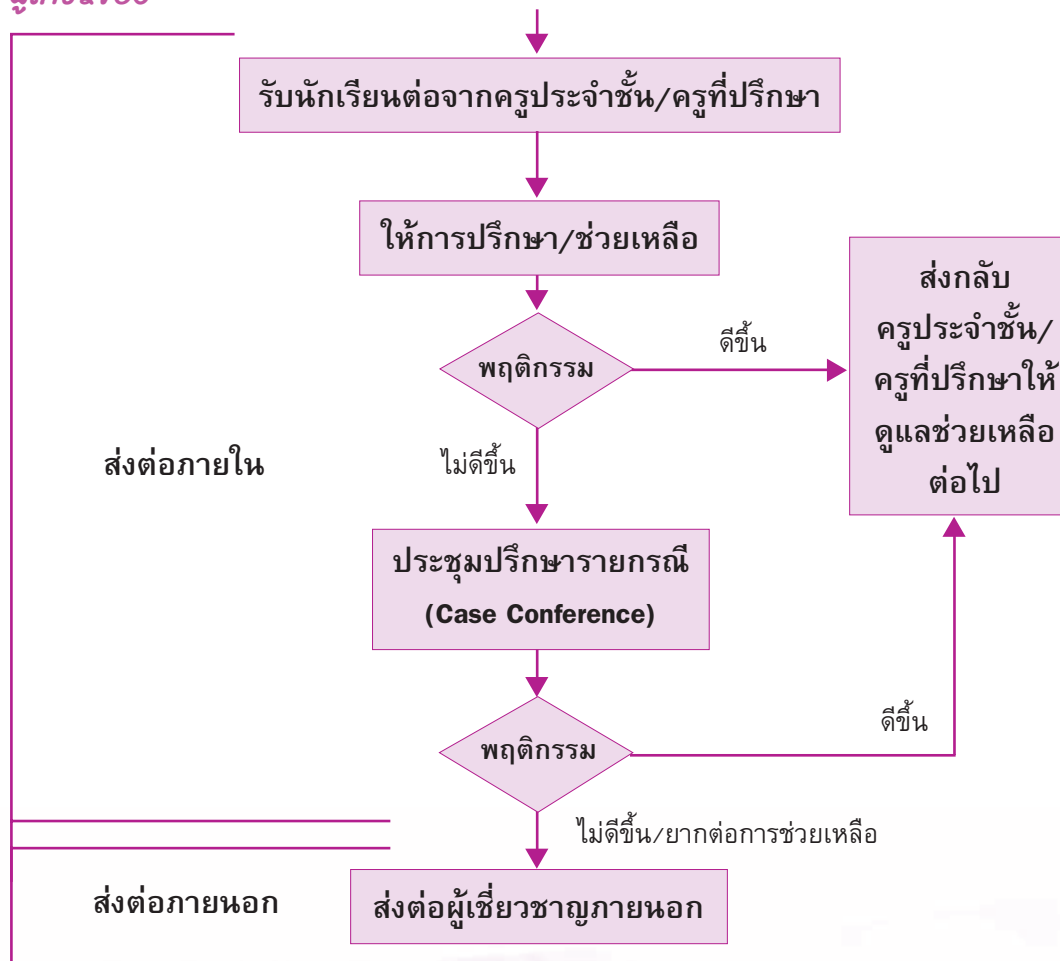 รับนักเรียนต่อจากครูประจำชั้น/ครูที่ปรึกษา
ให้การปรึกษา/ช่วยเหลือ
พฤติกรรม
ดีขึ้น
ส่งกลับ
ครูประจำชั้น/
ครูที่ปรึกษาให้
ดูแลช่วยเหลือ
ต่อไป
ส่งต่อภายใน
ไม่ดีขึ้น
ประชุมปรึกษารายกรณี
(Case Conference)
พฤติกรรม
ดีขึ้น
ไม่ดีขึ้น/ยากต่อการช่วยเหลือ
ส่งต่อภายนอก
ส่งต่อผู้เชี่ยวชาญภายนอก